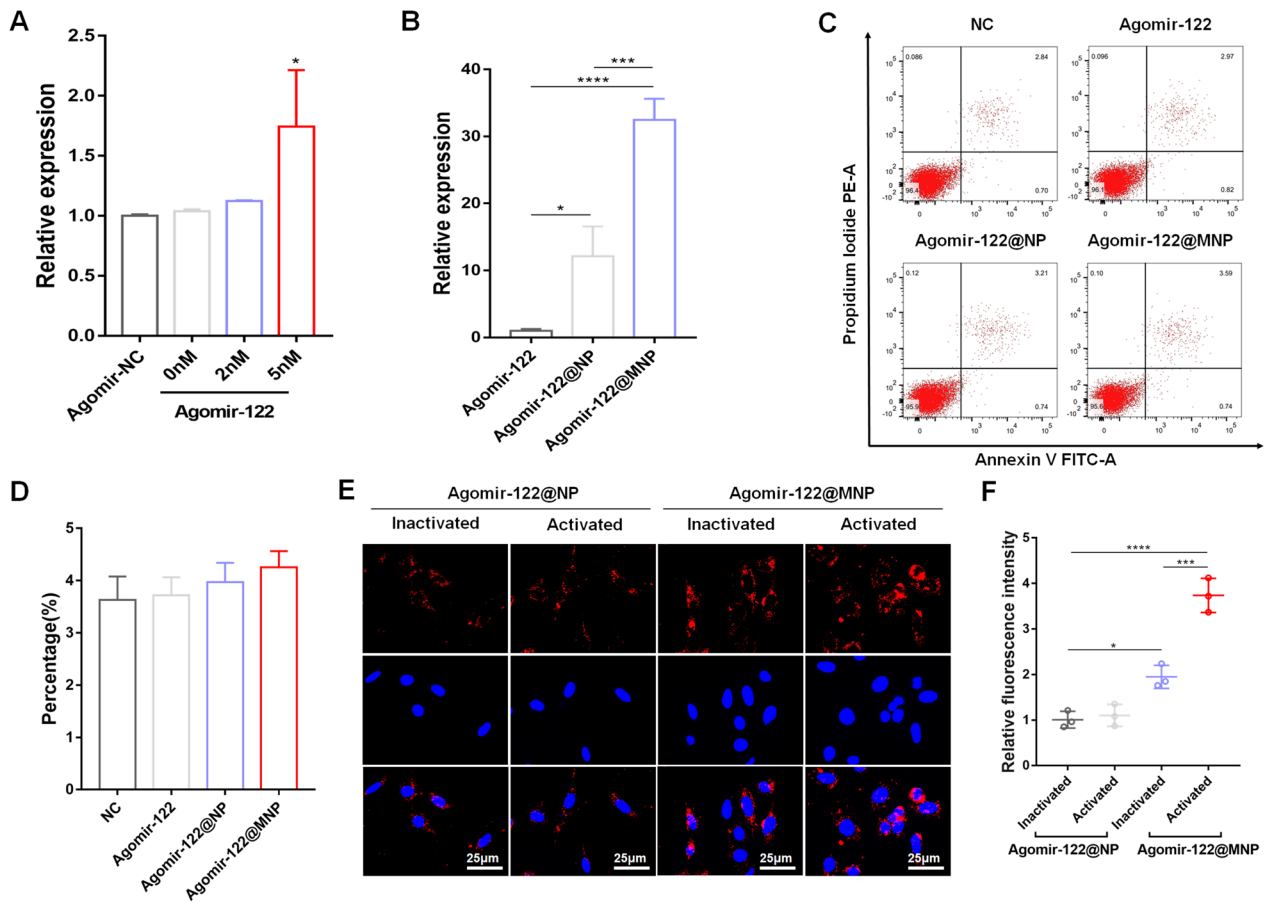 A
2.5
2.0
1.5
1.0
0.5
0.0
Relative expression
*
Agomir-NC
0nM
2nM
5nM
Agomir-122
B
40
30
20
10
0
Relative expression
***
****
*
Agomir-122
Agomir-122@NP
Agomir-122@MNP
C
NC
Agomir-122
0.086
2.84
96.4
0.70
0.096
2.97
96.1
0.82
Agomir-122@NP
Agomir-122@MNP
0.12
3.21
95.9
0.74
0.10
3.59
95.6
0.74
Propidium Iodide PE-A
Annexin V FITC-A
D
5
4
3
2
1
0
Percentage(%)
NC
Agomir-122
Agomir-122@NP
Agomir-122@MNP
E
Agomir-122@NP
Agomir-122@MNP
Inactivated
Activated
Inactivated
Activated
25μm
25μm
25μm
25μm
F
5
4
3
2
1
0
Relative fluorescence intensity
****
***
*
Inactivated
Activated
Inactivated
Activated
Agomir-122@NP
Agomir-122@MNP